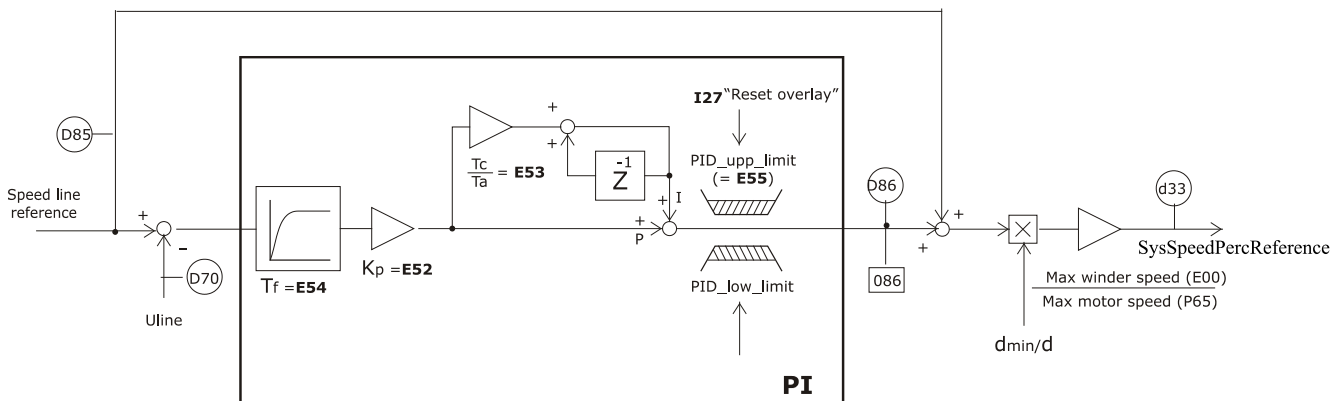 D85
Speed line
reference
+
−
D70
Uline
Tf =E54
Kp =E52
Tc
Ta
= E53
+
+
-1
Z
+
I
+
P
I27 "Reset overlay"
PID_upp_limit
(= E55)
PID_low_limit
PI
D86
086
+
+
×
dmin/d
d33
SysSpeedPercReference
Max winder speed (E00)
Max motor speed (P65)